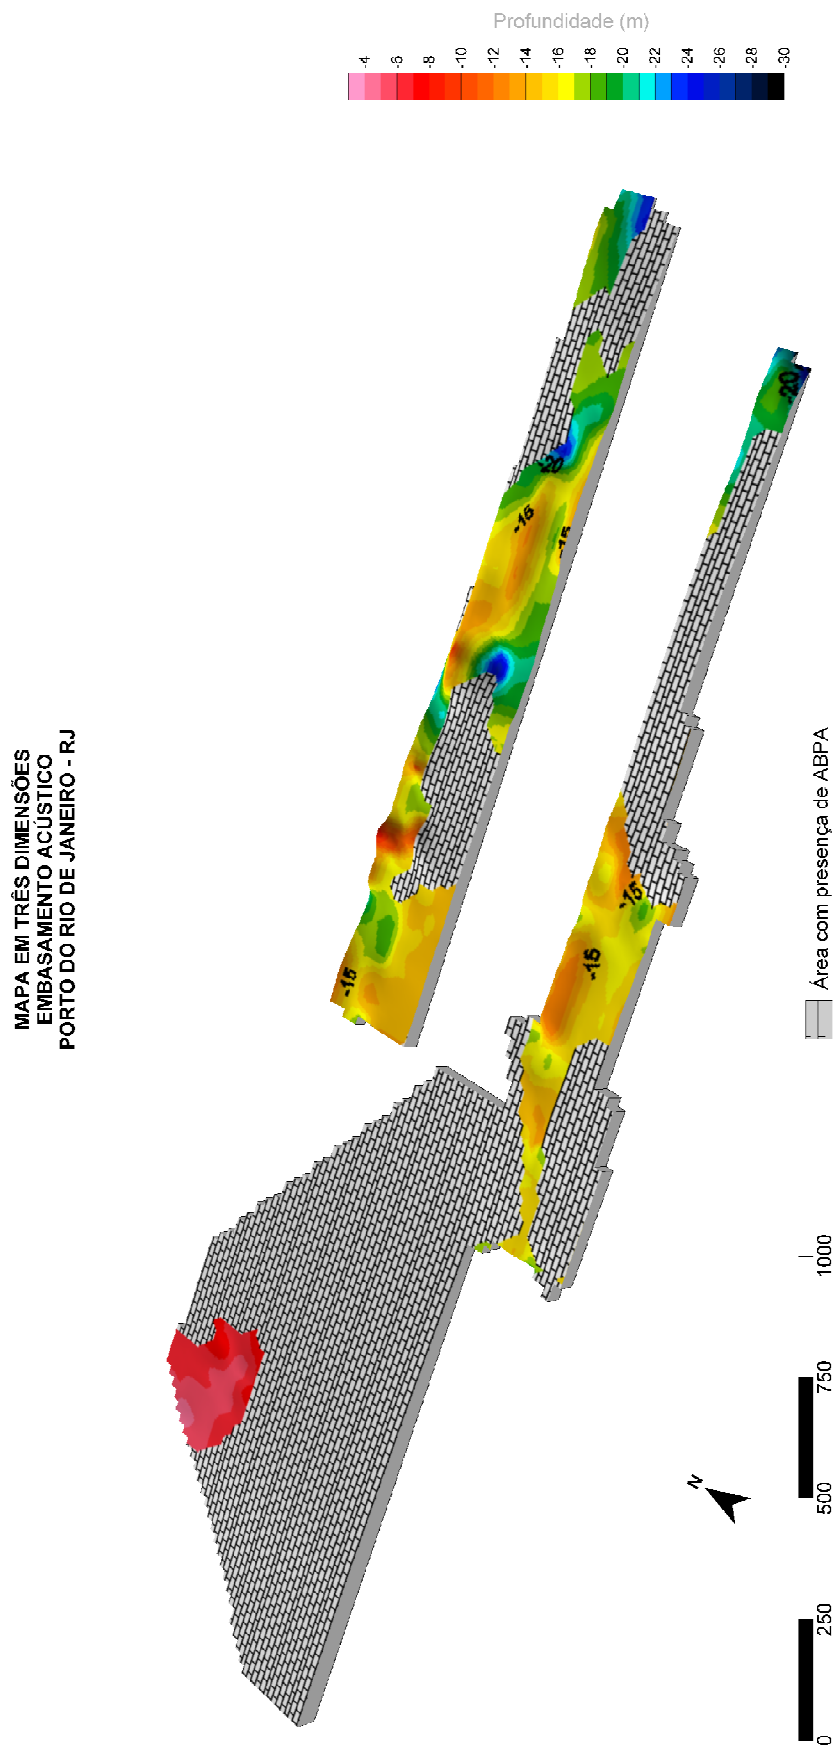 MAPA EM TRÊS DIMENSÕES
EMBASAMENTO ACÚSTICO
PORTO DO RIO DE JANEIRO - RJ
Profundidade (m)
-4 -6 -8 -10 -12 -14 -16 -18 -20 -22 -24 -26 -28 -30
-15
-15
-15
-20
-15
-15
-20
N
0 250 500 750 1000
Área com presença de ABPA